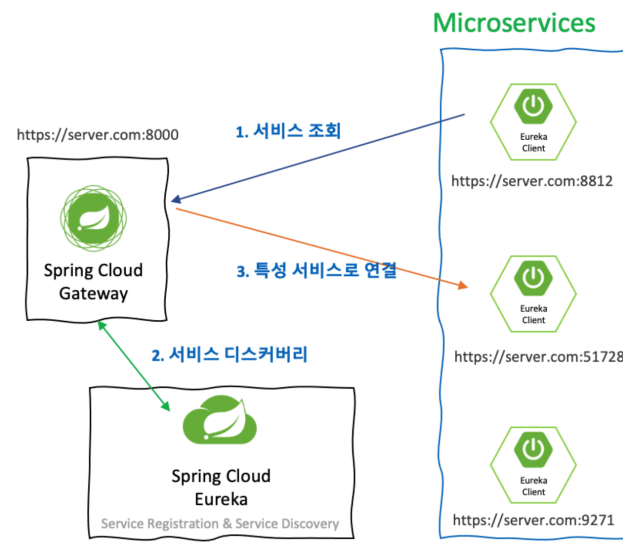 Microservices
https://server.com:8000
1. 서비스 조회
Eureka
Client
https://server.com:8812
Spring Cloud
Gateway
3. 특성 서비스로 연결
Eureka
Client
https://server.com:51728
2. 서비스 디스커버리
Spring Cloud
Eureka
Service Registration & Service Discovery
Eureka
Client
https://server.com:9271